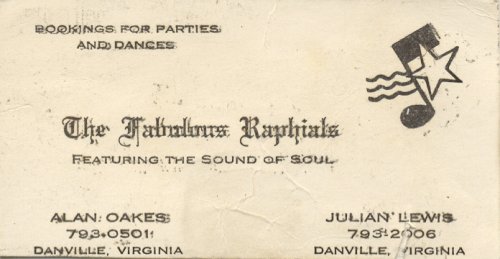 BOOKINGS FOR PARTIES
AND DANCES
The Fabulous Raphials
FEATURING THE SOUND OF SOUL
ALAN OAKES
793-0501
DANVILLE, VIRGINIA
JULIAN LEWIS
793-2006
DANVILLE, VIRGINIA